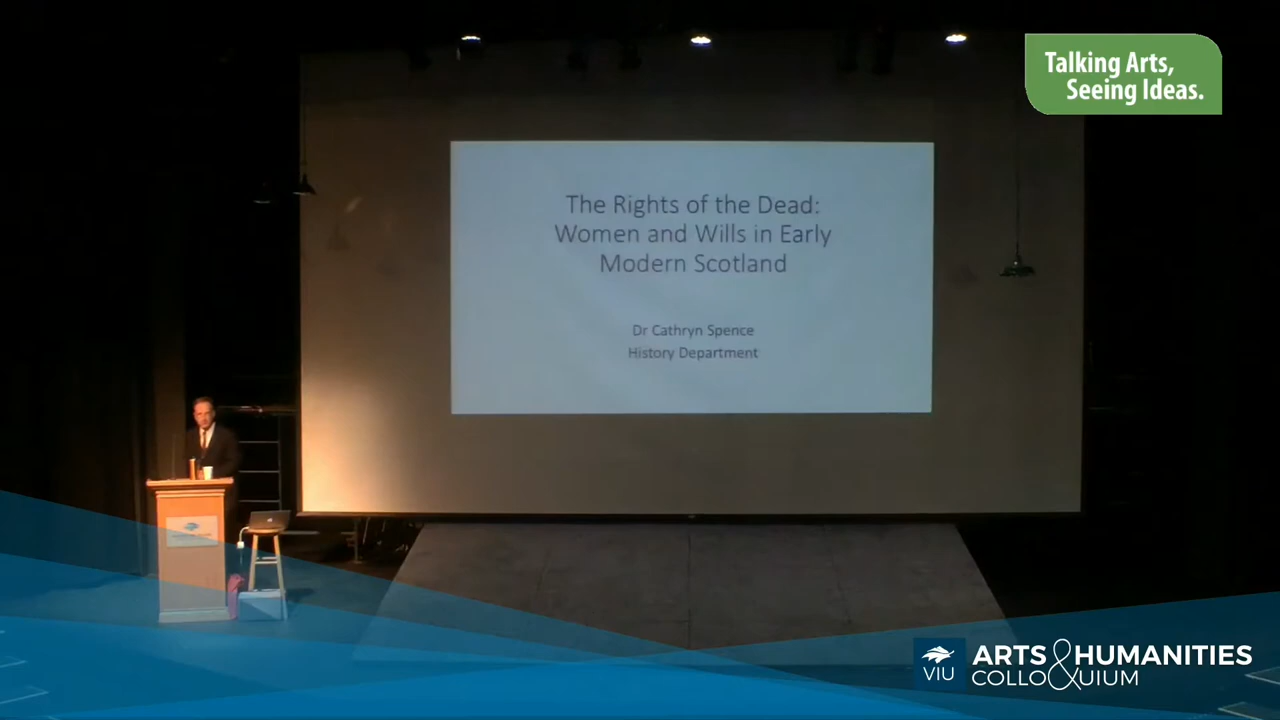 Talking Arts,
Seeing Ideas.
The Rights of the Dead:
Women and Wills in Early
Modern Scotland
Dr Cathryn Spence
History Department
VIU
ARTS & HUMANITIES
COLLOQUIUM